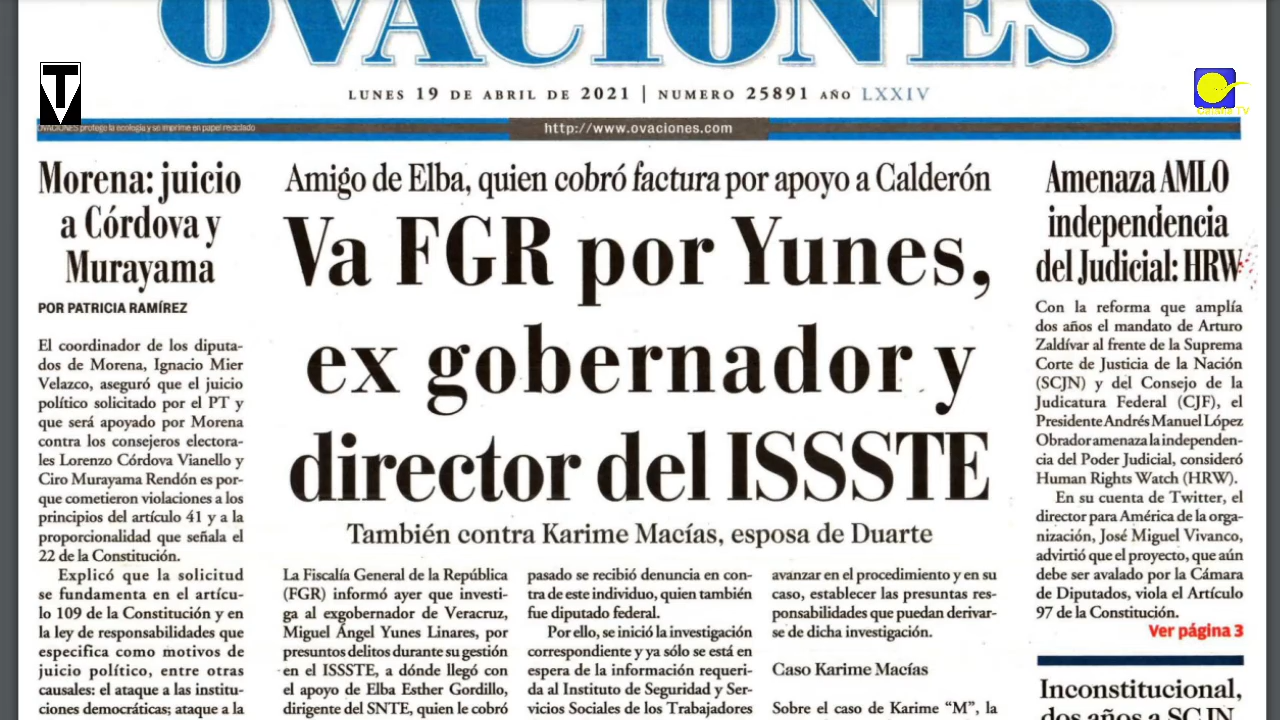 OVACIONES
LUNES 19 DE ABRIL DE 2021 | NUMERO 25891 AÑO LXXIV
OVACIONES protege la ecología y se imprime en papel reciclado
http://www.ovaciones.com
Morena: juicio
a Córdova y
Murayama
POR PATRICIA RAMÍREZ
El coordinador de los diputa-
dos de Morena, Ignacio Mier
Velazco, aseguró que el juicio
político solicitado por el PT y
que será apoyado por Morena
contra los consejeros electora-
les Lorenzo Córdova Vianello y
Ciro Murayama Rendón es por-
que cometieron violaciones a los
principios del artículo 41 y a la
proporcionalidad que señala el
22 de la Constitución.
Explicó que la solicitud
se fundamenta en el artícu-
lo 109 de la Constitución y en
la ley de responsabilidades que
especifica como motivos de
juicio político, entre otras
causales: el ataque a las institu-
ciones democráticas; ataque a la
Amigo de Elba, quien cobró factura por apoyo a Calderón
Va FGR por Yunes,
ex gobernador y
director del ISSSTE
También contra Karime Macías, esposa de Duarte
La Fiscalía General de la República
(FGR) informó ayer que investi-
ga al exgobernador de Veracruz,
Miguel Ángel Yunes Linares, por
presuntos delitos durante su gestión
en el ISSSTE, a dónde llegó con
el apoyo de Elba Esther Gordillo,
dirigente del SNTE, quien le cobró
pasado se recibió denuncia en con-
tra de este individuo, quien también
fue diputado federal.
Por ello, se inició la investigación
correspondiente y ya sólo se está en
espera de la información requeri-
da al Instituto de Seguridad y Ser-
vicios Sociales de los Trabajadores
avanzar en el procedimiento y en su
caso, establecer las presuntas res-
ponsabilidades que puedan derivar-
se de dicha investigación.
Caso Karime Macías
Sobre el caso de Karime “M”, la
Amenaza AMLO
independencia
del Judicial: HRW
Con la reforma que amplía
dos años el mandato de Arturo
Zaldívar al frente de la Suprema
Corte de Justicia de la Nación
(SCJN) y del Consejo de la
Judicatura Federal (CJF), el
Presidente Andrés Manuel López
Obrador amenaza la independen-
cia del Poder Judicial, consideró
Human Rights Watch (HRW).
En su cuenta de Twitter, el
director para América de la orga-
nización, José Miguel Vivanco,
advirtió que el proyecto, que aún
debe ser avalado por la Cámara
de Diputados, viola el Artículo
97 de la Constitución.
Ver página 3
Inconstitucional,
dos años a SCJN